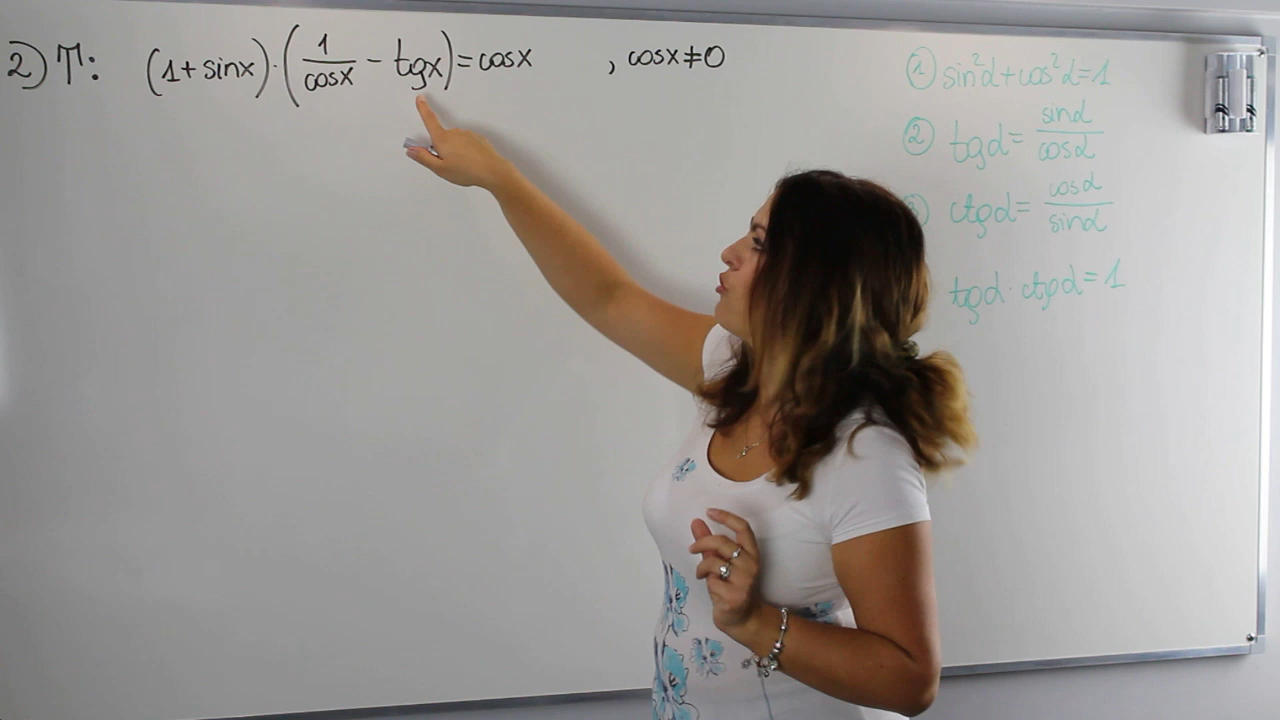 2) T: (1+sinx)·(1/cosx - tgx)=cosx , cosx≠0
① sin²α+cos²α=1
② tgα= sinα/cosα
ctgα= cosα/sinα
tgα·ctgα=1